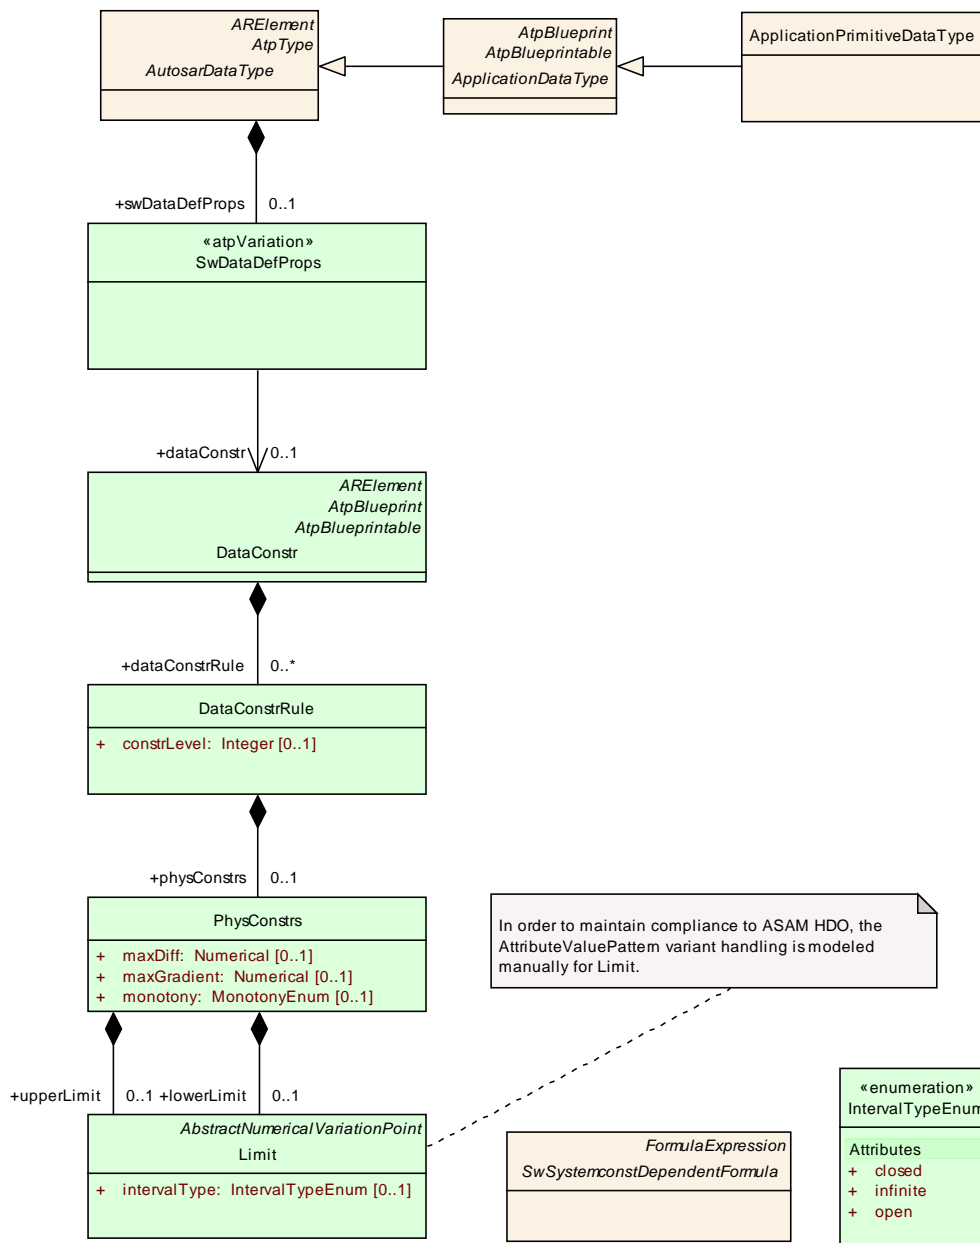 ARElement
AtpType
AutosarDataType
AtpBlueprint
AtpBlueprintable
ApplicationDataType
ApplicationPrimitiveDataType
+swDataDefProps 0..1
«atpVariation»
SwDataDefProps
+dataConstr 0..1
ARElement
AtpBlueprint
AtpBlueprintable
DataConstr
+dataConstrRule 0..*
DataConstrRule
+ constrLevel: Integer [0..1]
+physConstrs 0..1
PhysConstrs
+ maxDiff: Numerical [0..1]
+ maxGradient: Numerical [0..1]
+ monotony: MonotonyEnum [0..1]
In order to maintain compliance to ASAM HDO, the
AttributeValuePattern variant handling is modeled
manually for Limit.
+upperLimit 0..1 +lowerLimit 0..1
AbstractNumericalVariationPoint
Limit
+ intervalType: IntervalTypeEnum [0..1]
FormulaExpression
SwSystemconstDependentFormula
«enumeration»
IntervalTypeEnum
Attributes
+ closed
+ infinite
+ open